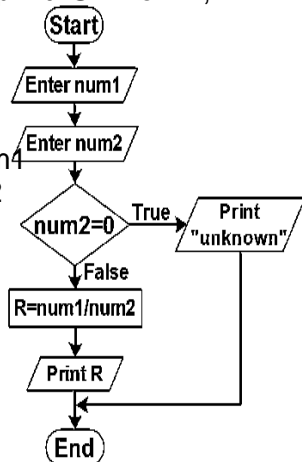 Start
Enter num1
Enter num2
num2=0
True
Print
"unknown"
False
R=num1/num2
Print R
End